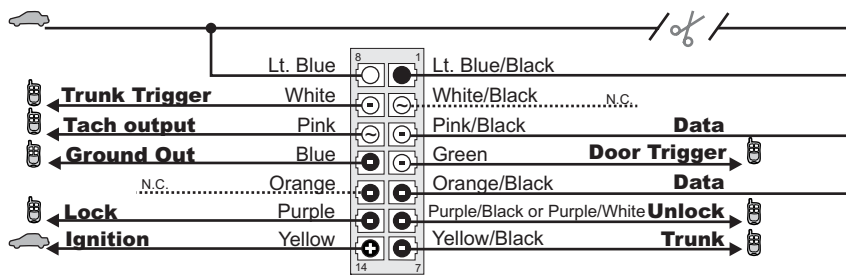 8 1
Lt. Blue Lt. Blue/Black
Trunk Trigger White White/Black N.C.
Tach output Pink Pink/Black Data
Ground Out Blue Green Door Trigger
N.C. Orange Orange/Black Data
Lock Purple Purple/Black or Purple/White Unlock
Ignition Yellow Yellow/Black Trunk
14 7